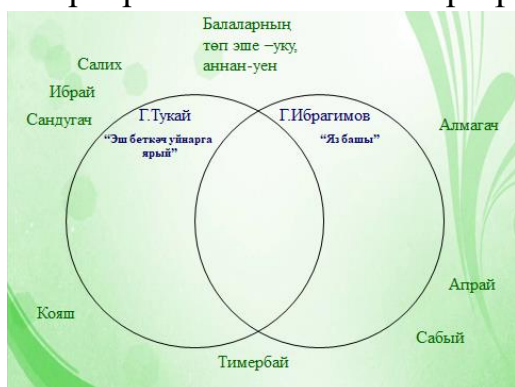 Балаларның
төп эше –уку,
аннан-уен
Салих
Ибрай
Сандугач
Г.Тукай
“Эш беткәч уйнарга
ярый”
Г.Ибрагимов
“Яз башы”
Алмагач
Апрай
Сабый
Кояш
Тимербай